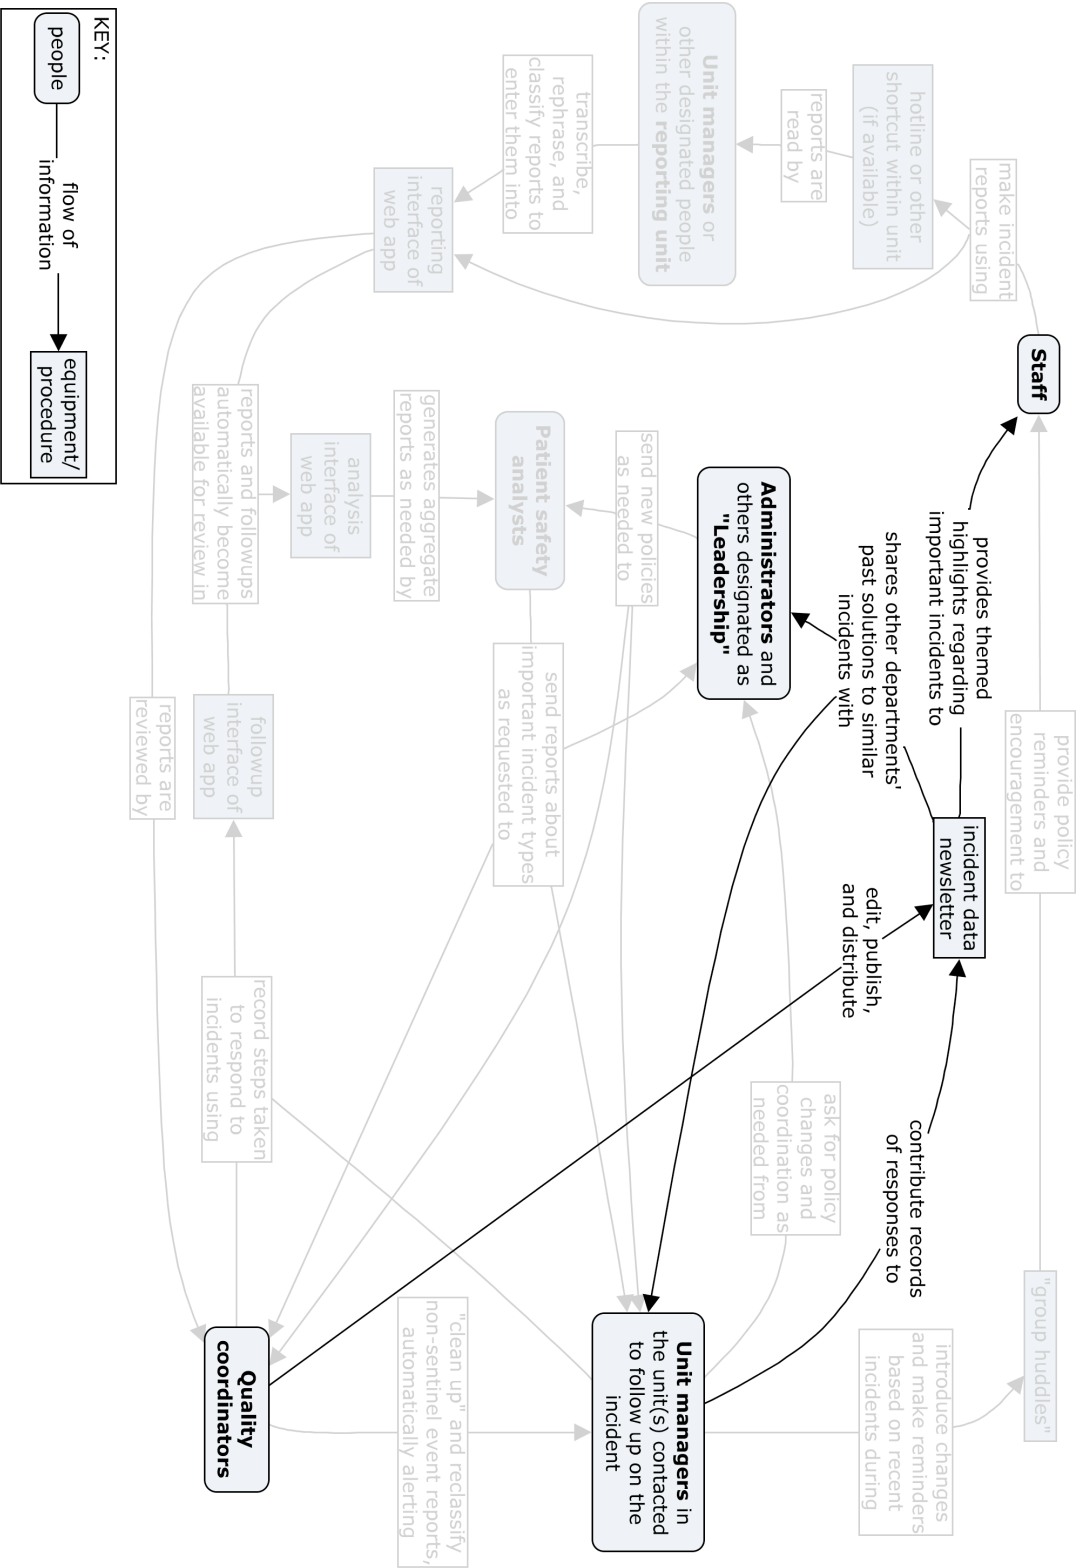 KEY:
people
flow of
information
equipment/
procedure
Staff
make incident
reports using
hotline or other
shortcut within unit
(if available)
reports are
read by
Unit managers or
other designated people
within the reporting unit
transcribe,
rephrase, and
classify reports to
enter them into
reporting
interface of
web app
provides themed
highlights regarding
important incidents to
shares other departments'
past solutions to similar
incidents with
Administrators and
others designated as
"Leadership"
send new policies
as needed to
Patient safety
analysts
generates aggregate
reports as needed by
analysis
interface of
web app
reports and followups
automatically become
available for review in
provide policy
reminders and
encouragement to
incident data
newsletter
edit, publish,
and distribute
send reports about
important incident types
as requested to
followup
interface of
web app
reports are
reviewed by
contribute records
of responses to
ask for policy
changes and
coordination as
needed from
record steps taken
to respond to
incidents using
"group huddles"
introduce changes
and make reminders
based on recent
incidents during
Unit managers in
the unit(s) contacted
to follow up on the
incident
"clean up" and reclassify
non-sentinel event reports,
automatically alerting
Quality
coordinators